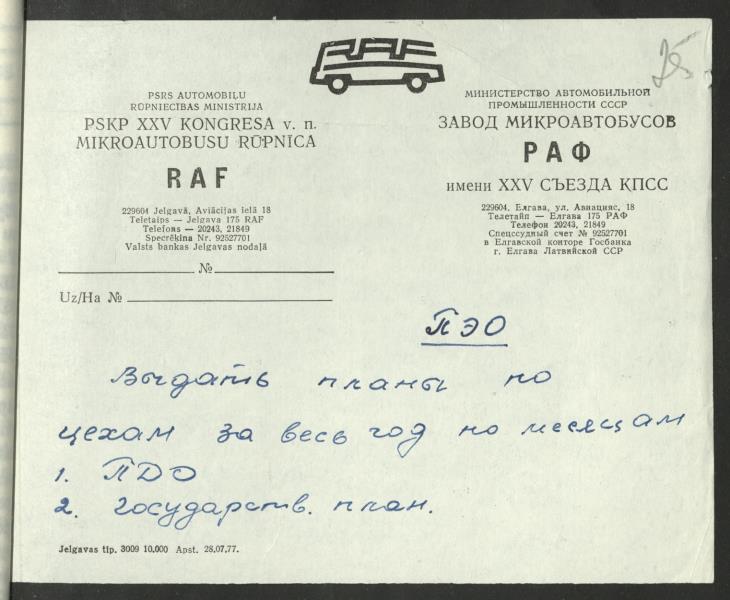 RAF
PSRS AUTOMOBIĻU
RŪPNIECĪBAS MINISTRIJA
PSKP XXV KONGRESA v. n.
MIKROAUTOBUSU RŪPNĪCA
RAF
229604 Jelgavā, Aviācijas ielā 18
Teletaips — Jelgava 175 RAF
Telefons — 20243, 21849
Specrēķina Nr. 92527701
Valsts bankas Jelgavas nodaļā
№
Uz/На №
МИНИСТЕРСТВО АВТОМОБИЛЬНОЙ
ПРОМЫШЛЕННОСТИ СССР
ЗАВОД МИКРОАВТОБУСОВ
РАФ
имени XXV СЪЕЗДА КПСС
229604, Елгава, ул. Авиацияс, 18
Телетайп — Елгава 175 РАФ
Телефон 20243, 21849
Спецссудный счет № 92527701
в Елгавской конторе Госбанка
г. Елгава Латвийской ССР
ПЭО
Выдать планы по
цехам за весь год по месяцам
1. ПДО
2. Государств. план.
Jelgavas tip. 3009 10,000 Apst. 28,07,77.